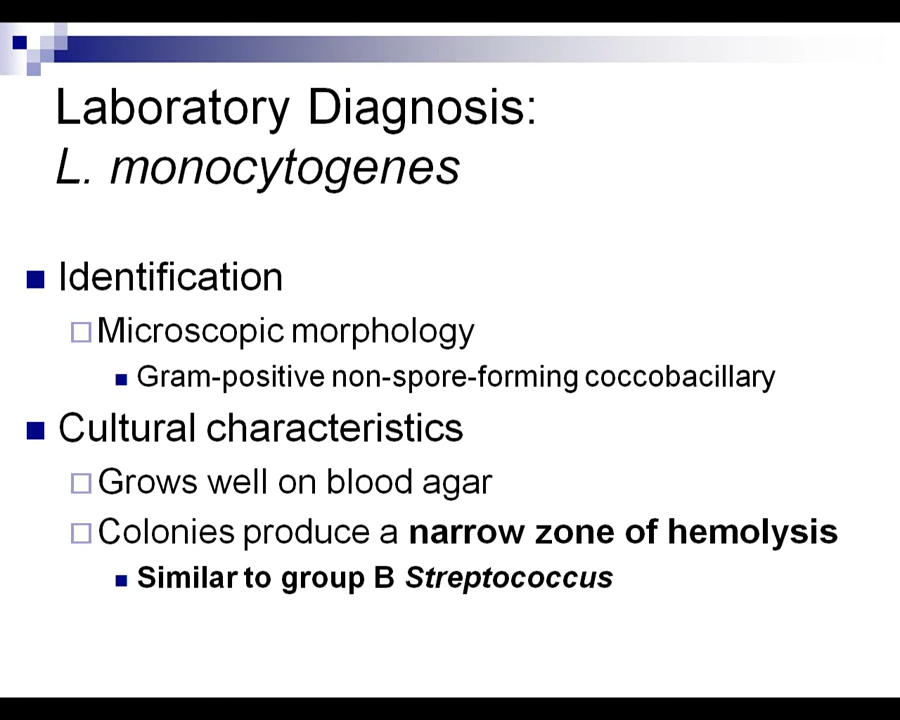 Laboratory Diagnosis:
L. monocytogenes
Identification
Microscopic morphology
Gram-positive non-spore-forming coccobacillary
Cultural characteristics
Grows well on blood agar
Colonies produce a narrow zone of hemolysis
Similar to group B Streptococcus